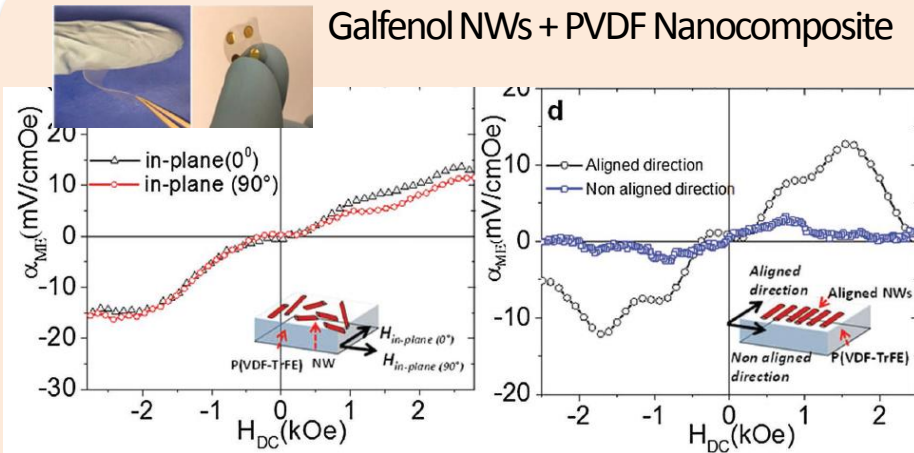 Galfenol NWs + PVDF Nanocomposite
20
10
0
-10
-20
-30
α_ME(mV/cmOe)
in-plane(0⁰)
in-plane (90°)
P(VDF-TrFE)
NW
H_in-plane (0°)
H_in-plane (90°)
-2
-1
0
1
2
H_DC(kOe)
20
10
0
-10
-20
α_ME(mV/cmOe)
d
Aligned direction
Non aligned direction
Aligned
direction
Aligned NWs
Non aligned
direction
P(VDF-TrFE)
-2
-1
0
1
2
H_DC(kOe)